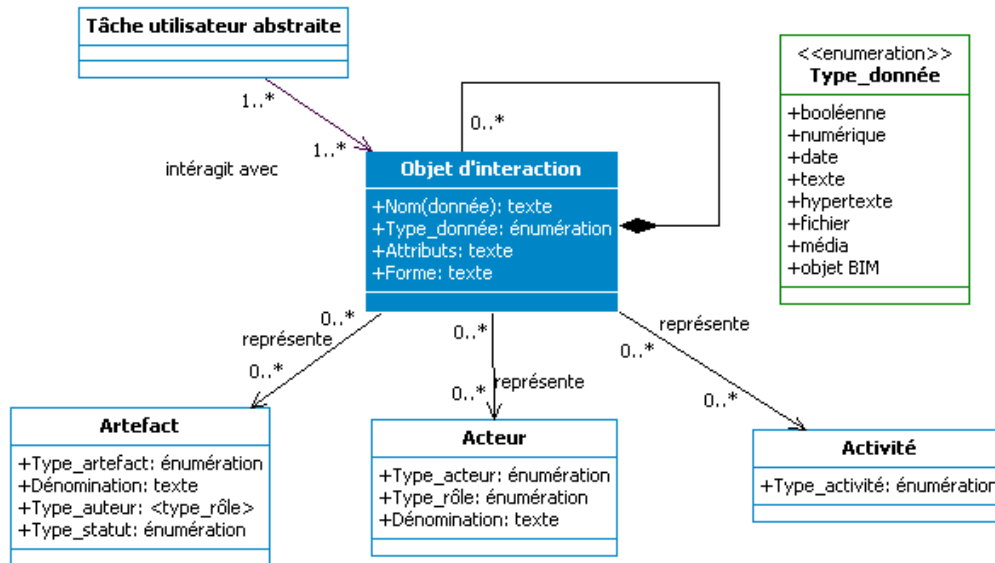 Tâche utilisateur abstraite
1..*
1..*
intéragit avec
0..*
Objet d'interaction
+Nom(donnée): texte
+Type_donnée: énumération
+Attributs: texte
+Forme: texte
<<enumeration>>
Type_donnée
+booléenne
+numérique
+date
+texte
+hypertexte
+fichier
+média
+objet BIM
0..*
représente
0..*
0..*
représente
0..*
représente
0..*
0..*
Artefact
+Type_artefact: énumération
+Dénomination: texte
+Type_auteur: <type_rôle>
+Type_statut: énumération
Acteur
+Type_acteur: énumération
+Type_rôle: énumération
+Dénomination: texte
Activité
+Type_activité: énumération